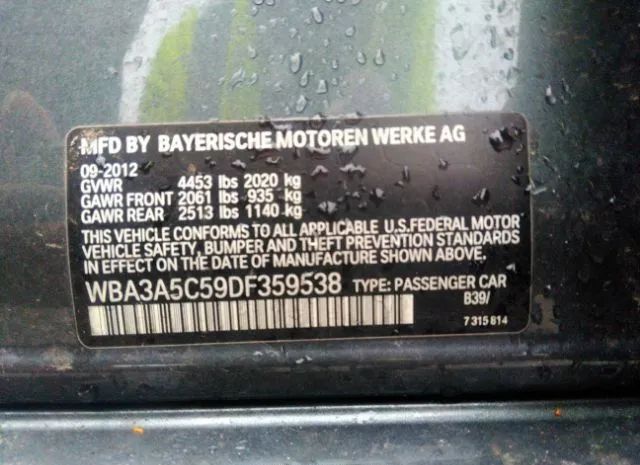 MFD BY BAYERISCHE MOTOREN WERKE AG
09-2012
GVWR 4453 lbs 2020 kg
GAWR FRONT 2061 lbs 935 kg
GAWR REAR 2513 lbs 1140 kg
THIS VEHICLE CONFORMS TO ALL APPLICABLE U.S.FEDERAL MOTOR
VEHICLE SAFETY, BUMPER AND THEFT PREVENTION STANDARDS
IN EFFECT ON THE DATE OF MANUFACTURE SHOWN ABOVE.
WBA3A5C59DF359538 TYPE: PASSENGER CAR
B39/
7 315 814